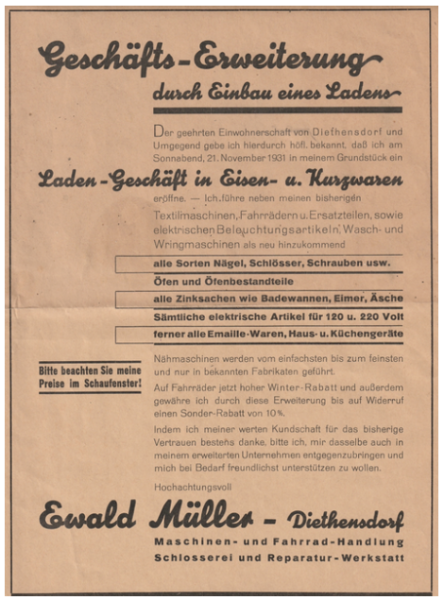 Geschäfts-Erweiterung
durch Einbau eines Ladens
Der geehrten Einwohnerschaft von Diethensdorf und
Umgegend gebe ich hierdurch höfl. bekannt, daß ich am
Sonnabend, 21. November 1931 in meinem Grundstück ein
Laden-Geschäft in Eisen- u. Kurzwaren
eröffne. — Ich führe neben meinen bisherigen
Textilmaschinen, Fahrrädern u. Ersatzteilen, sowie
elektrischen Beleuchtungsartikeln, Wasch- und
Wringmaschinen als neu hinzukommend
alle Sorten Nägel, Schlösser, Schrauben usw.
Öfen und Öfenbestandteile
alle Zinksachen wie Badewannen, Eimer, Äsche
Sämtliche elektrische Artikel für 120 u. 220 Volt
ferner alle Emaille-Waren, Haus- u. Küchengeräte
Bitte beachten Sie meine
Preise im Schaufenster!
Nähmaschinen werden vom einfachsten bis zum feinsten
und nur in bekannten Fabrikaten geführt.
Auf Fahrräder jetzt hoher Winter-Rabatt und außerdem
gewähre ich durch diese Erweiterung bis auf Widerruf
einen Sonder-Rabatt von 10%.
Indem ich meiner werten Kundschaft für das bisherige
Vertrauen bestehs danke, bitte ich, mir dasselbe auch in
meinem erweiterten Unternehmen entgegenzubringen und
mich bei Bedarf freundlichst unterstützen zu wollen.
Hochachtungsvoll
Ewald Müller - Diethensdorf
Maschinen- und Fahrrad-Handlung
Schlosserei und Reparatur-Werkstatt